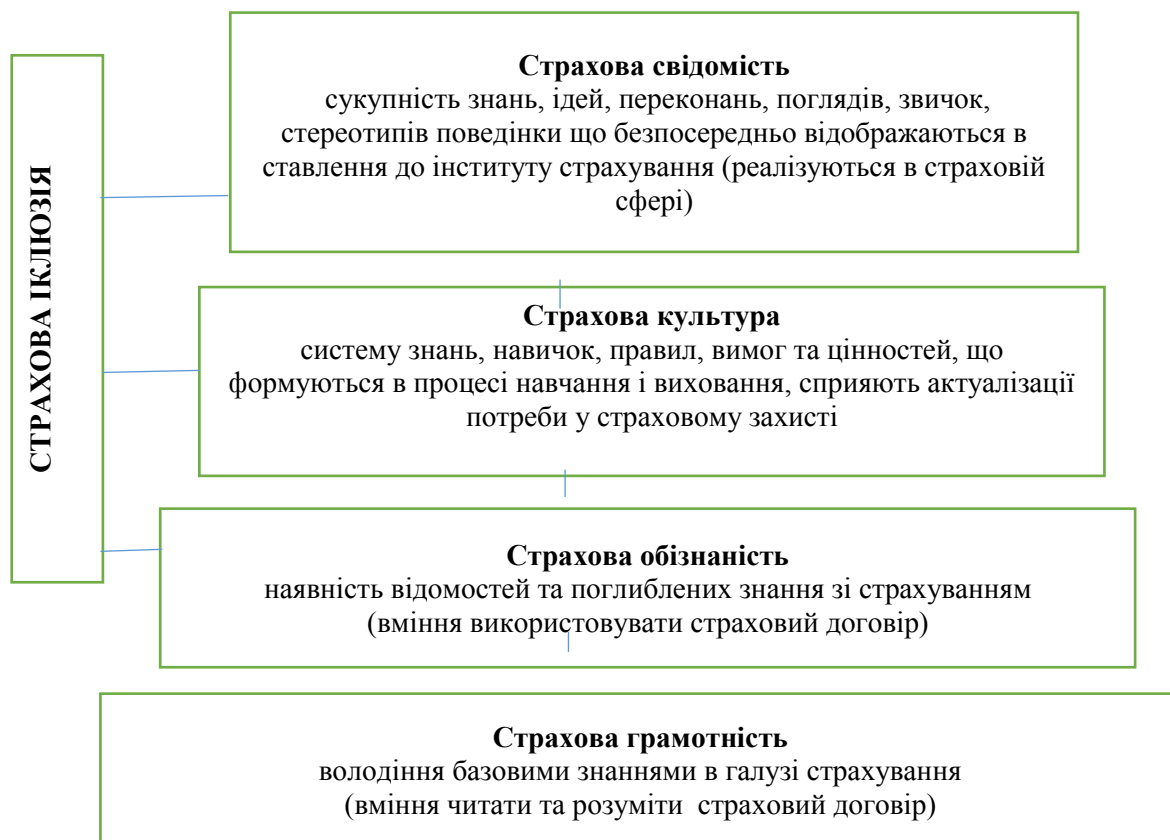 СТРАХОВА ІКЛЮЗІЯ
Страхова свідомість
сукупність знань, ідей, переконань, поглядів, звичок,
стереотипів поведінки що безпосередньо відображаються в
ставлення до інституту страхування (реалізуються в страховій
сфері)
Страхова культура
систему знань, навичок, правил, вимог та цінностей, що
формуються в процесі навчання і виховання, сприяють актуалізації
потреби у страховому захисті
Страхова обізнаність
наявність відомостей та поглиблених знання зі страхуванням
(вміння використовувати страховий договір)
Страхова грамотність
володіння базовими знаннями в галузі страхування
(вміння читати та розуміти страховий договір)